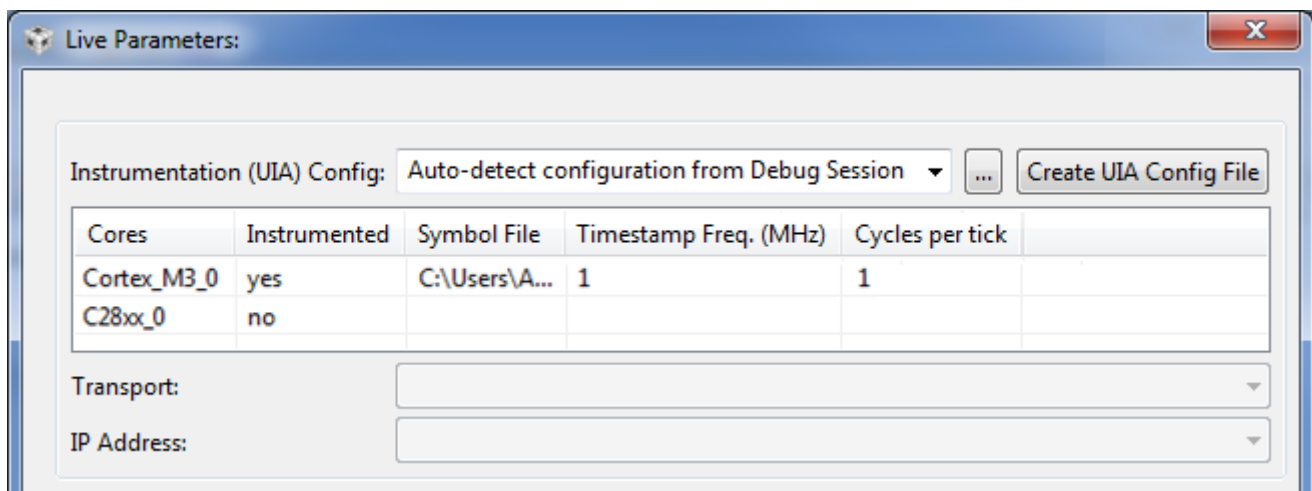 Live Parameters:
Instrumentation (UIA) Config: Auto-detect configuration from Debug Session ... Create UIA Config File
Cores Instrumented Symbol File Timestamp Freq. (MHz) Cycles per tick
Cortex_M3_0 yes C:\Users\A... 1 1
C28xx_0 no
Transport:
IP Address: